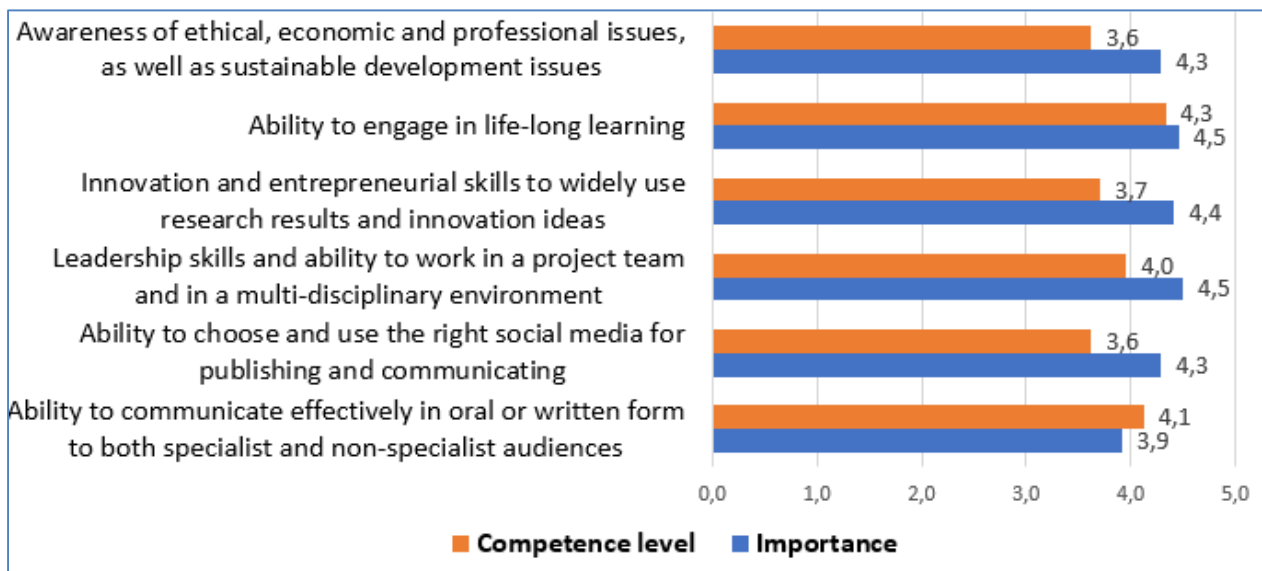 Awareness of ethical, economic and professional issues,
as well as sustainable development issues
3,6
4,3
Ability to engage in life-long learning
4,3
4,5
Innovation and entrepreneurial skills to widely use
research results and innovation ideas
3,7
4,4
Leadership skills and ability to work in a project team
and in a multi-disciplinary environment
4,0
4,5
Ability to choose and use the right social media for
publishing and communicating
3,6
4,3
Ability to communicate effectively in oral or written form
to both specialist and non-specialist audiences
4,1
3,9
0,0 1,0 2,0 3,0 4,0 5,0
Competence level Importance